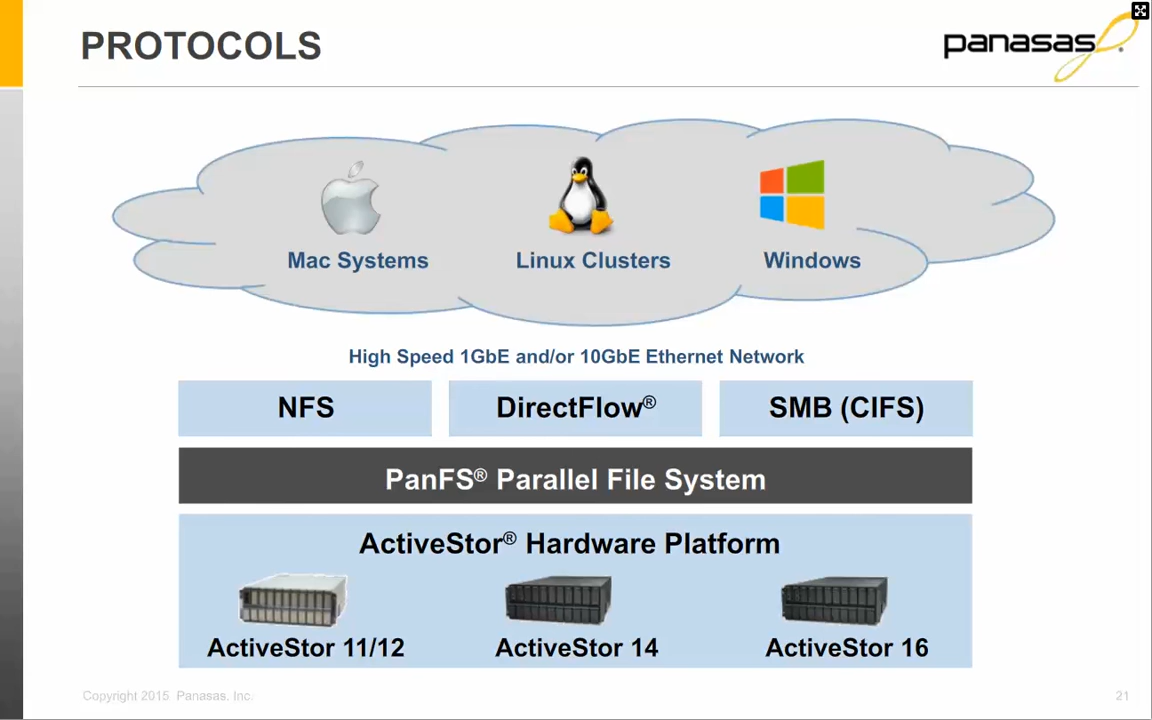 PROTOCOLS
panasas
Mac Systems
Linux Clusters
Windows
High Speed 1GbE and/or 10GbE Ethernet Network
NFS
DirectFlow®
SMB (CIFS)
PanFS® Parallel File System
ActiveStor® Hardware Platform
ActiveStor 11/12
ActiveStor 14
ActiveStor 16
Copyright 2015 Panasas, Inc.
21